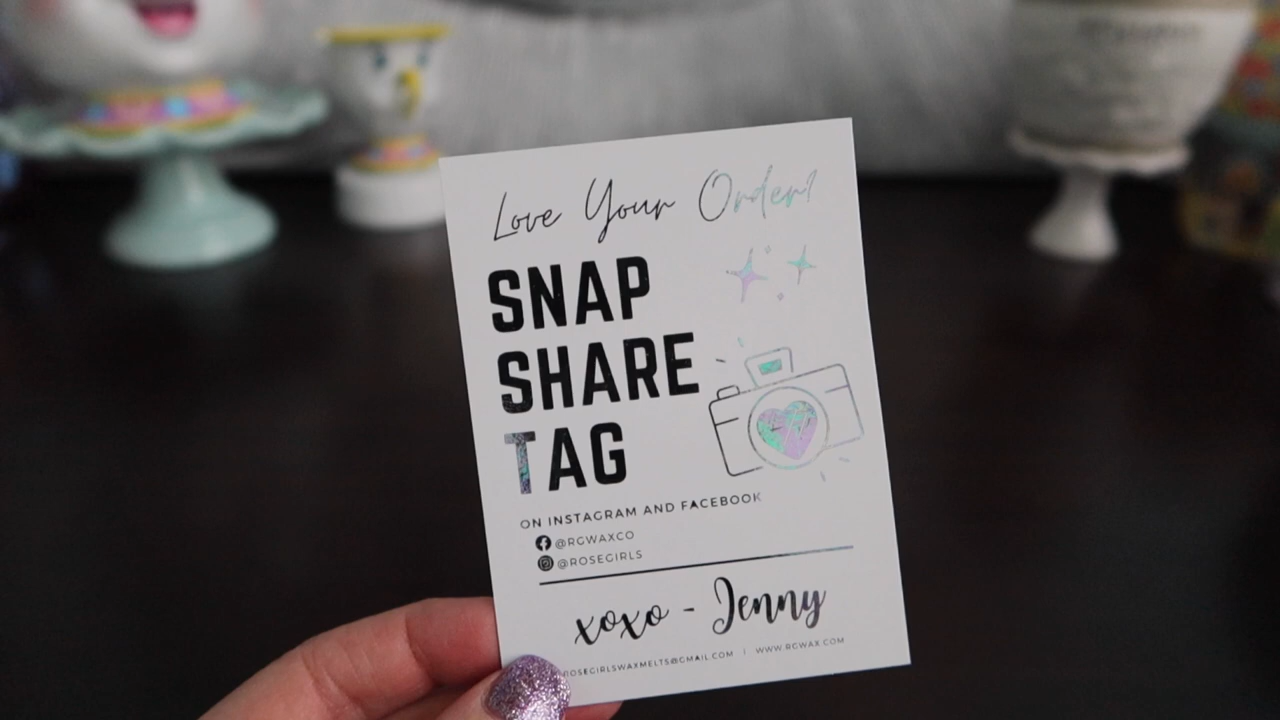 Love Your Order?
SNAP
SHARE
TAG
ON INSTAGRAM AND FACEBOOK
@RGWAXCO
@ROSEGIRLS
xoxo - Jenny
ROSEGIRLSWAXMELTS@GMAIL.COM | WWW.RGWAX.COM